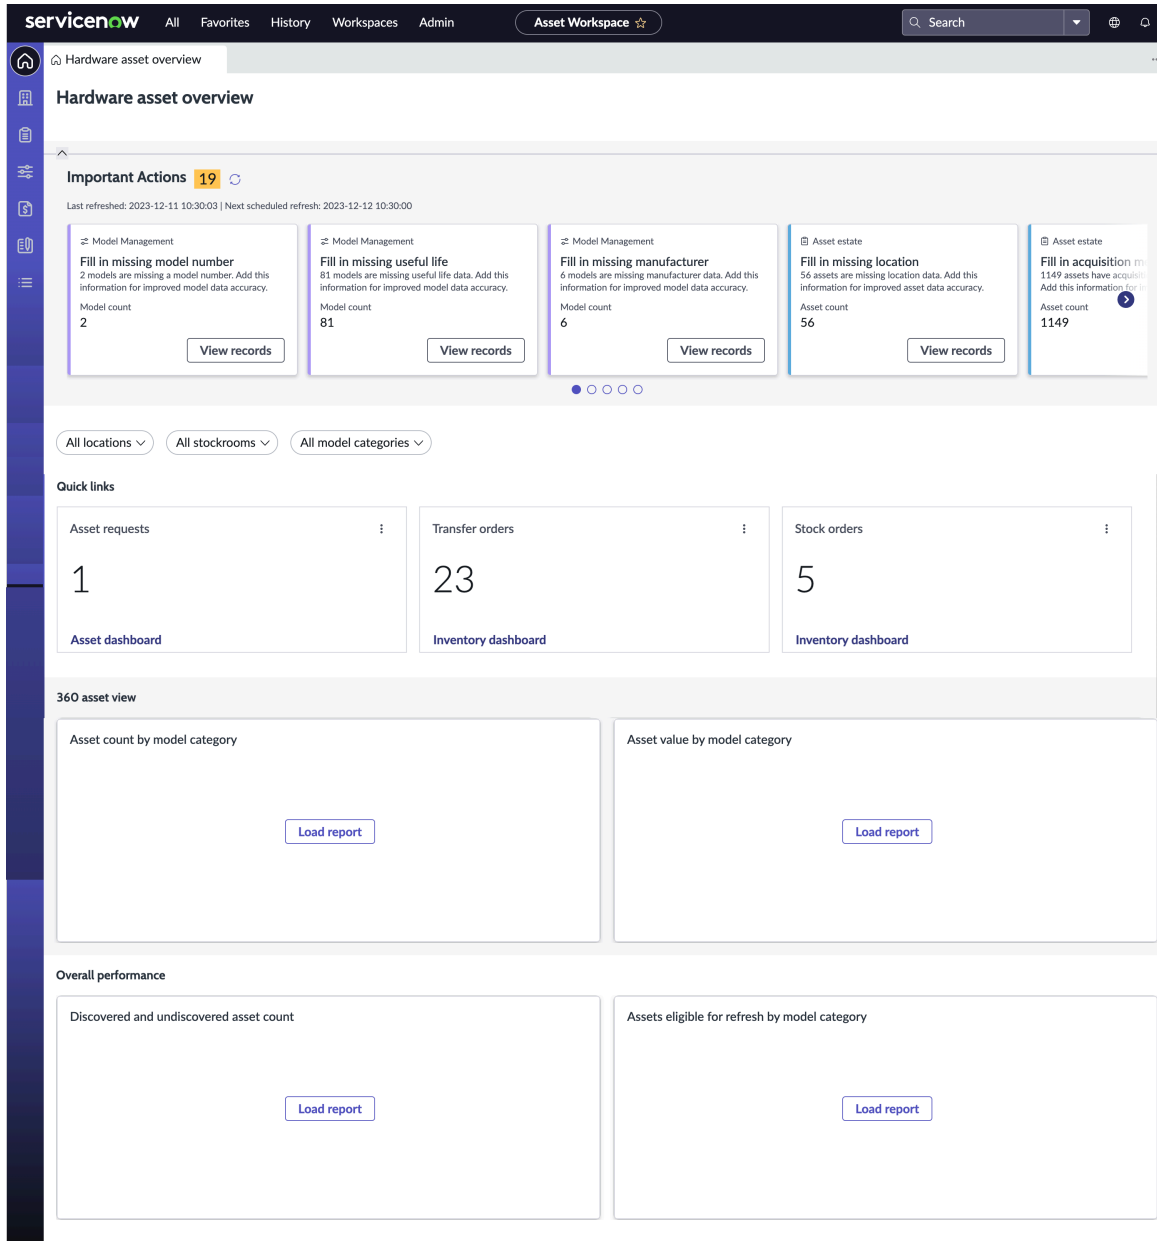 servicenow All Favorites History Workspaces Admin Asset Workspace Search
Hardware asset overview
Hardware asset overview
Important Actions 19
Last refreshed: 2023-12-11 10:30:03 | Next scheduled refresh: 2023-12-12 10:30:00
Model Management
Fill in missing model number
2 models are missing a model number. Add this
information for improved model data accuracy.
Model count
2
View records
Model Management
Fill in missing useful life
81 models are missing useful life data. Add this
information for improved model data accuracy.
Model count
81
View records
Model Management
Fill in missing manufacturer
6 models are missing manufacturer data. Add this
information for improved model data accuracy.
Model count
6
View records
Asset estate
Fill in missing location
56 assets are missing location data. Add this
information for improved asset data accuracy.
Asset count
56
View records
Asset estate
Fill in acquisition
1149 assets have
Add this information
Asset count
1149
All locations All stockrooms All model categories
Quick links
Asset requests
1
Asset dashboard
Transfer orders
23
Inventory dashboard
Stock orders
5
Inventory dashboard
360 asset view
Asset count by model category
Load report
Asset value by model category
Load report
Overall performance
Discovered and undiscovered asset count
Load report
Assets eligible for refresh by model category
Load report